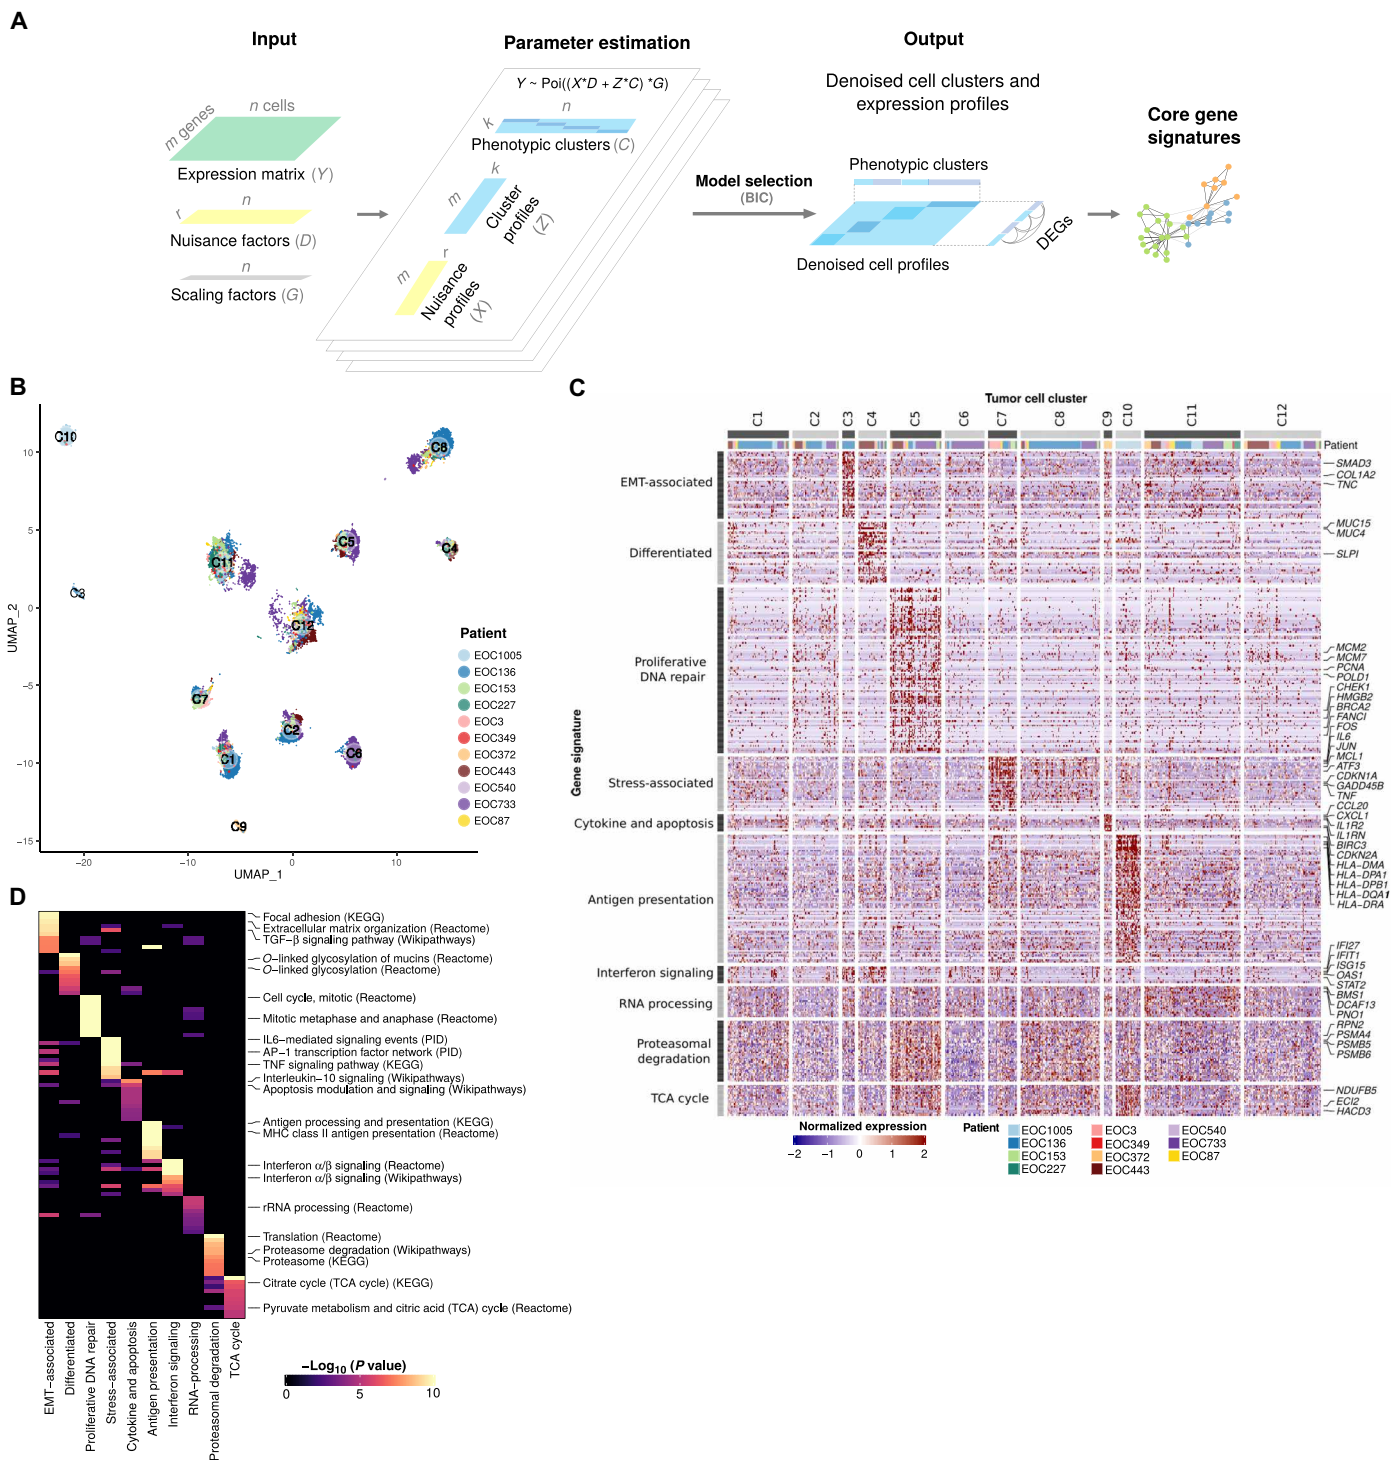 A
Input
Parameter estimation
Output
n cells
m genes
Expression matrix (Y)
n
r
Nuisance factors (D)
n
Scaling factors (G)
Y ~ Poi((X*D + Z*C) *G)
n
k
Phenotypic clusters (C)
k
m
Cluster
profiles
(Z)
r
m
Nuisance
profiles
(X)
Model selection
(BIC)
Denoised cell clusters and
expression profiles
Phenotypic clusters
DEGs
Denoised cell profiles
Core gene
signatures
B
C10
C8
C11
C5
C4
C3
C12
C7
C2
C1
C6
C9
10
5
0
−5
−10
−15
UMAP_2
−20
−10
0
10
UMAP_1
Patient
EOC1005
EOC136
EOC153
EOC227
EOC3
EOC349
EOC372
EOC443
EOC540
EOC733
EOC87
C
Tumor cell cluster
C1
C2
C3
C4
C5
C6
C7
C8
C9
C10
C11
C12
Patient
Gene signature
EMT-associated
Differentiated
Proliferative
DNA repair
Stress-associated
Cytokine and apoptosis
Antigen presentation
Interferon signaling
RNA processing
Proteasomal
degradation
TCA cycle
SMAD3
COL1A2
TNC
MUC15
MUC4
SLPI
MCM2
MCM7
PCNA
POLD1
CHEK1
HMGB2
BRCA2
FANCI
FOS
IL6
JUN
MCL1
ATF3
CDKN1A
GADD45B
TNF
CCL20
CXCL1
IL1R2
IL1RN
BIRC3
CDKN2A
HLA−DMA
HLA−DPA1
HLA−DPB1
HLA−DQA1
HLA−DRA
IFI27
IFIT1
ISG15
OAS1
STAT2
BMS1
DCAF13
PNO1
RPN2
PSMA4
PSMB5
PSMB6
NDUFB5
ECI2
HACD3
Normalized expression
−2
−1
0
1
2
Patient
EOC1005
EOC136
EOC153
EOC227
EOC3
EOC349
EOC372
EOC443
EOC540
EOC733
EOC87
D
Focal adhesion (KEGG)
Extracellular matrix organization (Reactome)
TGF−β signaling pathway (Wikipathways)
O−linked glycosylation of mucins (Reactome)
O−linked glycosylation (Reactome)
Cell cycle, mitotic (Reactome)
Mitotic metaphase and anaphase (Reactome)
IL6−mediated signaling events (PID)
AP−1 transcription factor network (PID)
TNF signaling pathway (KEGG)
Interleukin−10 signaling (Wikipathways)
Apoptosis modulation and signaling (Wikipathways)
Antigen processing and presentation (KEGG)
MHC class II antigen presentation (Reactome)
Interferon α/β signaling (Reactome)
Interferon α/β signaling (Wikipathways)
rRNA processing (Reactome)
Translation (Reactome)
Proteasome degradation (Wikipathways)
Proteasome (KEGG)
Citrate cycle (TCA cycle) (KEGG)
Pyruvate metabolism and citric acid (TCA) cycle (Reactome)
EMT−associated
Differentiated
Proliferative DNA repair
Stress−associated
Cytokine and apoptosis
Antigen presentation
Interferon signaling
RNA−processing
Proteasomal degradation
TCA cycle
−Log10 (P value)
0
5
10